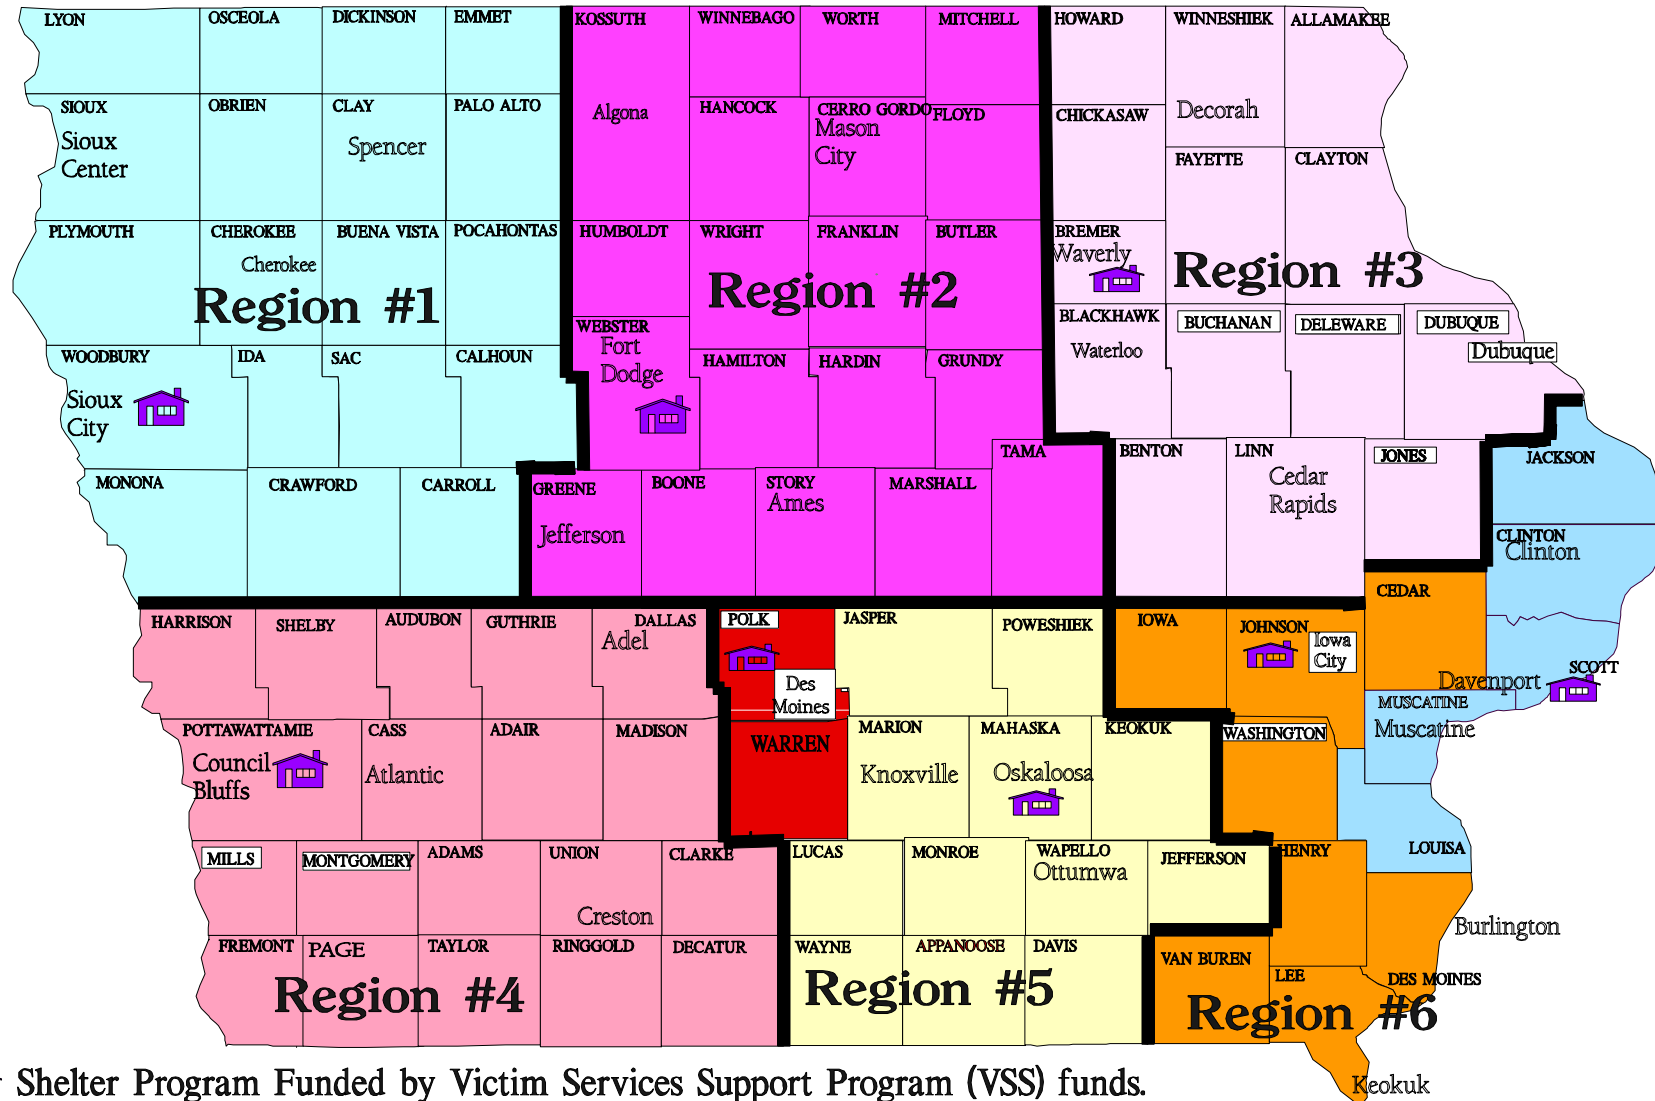 LYON
OSCEOLA
DICKINSON
EMMET
KOSSUTH
WINNEBAGO
WORTH
MITCHELL
HOWARD
WINNESHIEK
ALLAMAKEE
SIOUX
OBRIEN
CLAY
PALO ALTO
HANCOCK
CERRO GORDO
FLOYD
CHICKASAW
Sioux
Center
Spencer
Algona
Mason
City
Decorah
FAYETTE
CLAYTON
PLYMOUTH
CHEROKEE
BUENA VISTA
POCAHONTAS
HUMBOLDT
WRIGHT
FRANKLIN
BUTLER
BREMER
Waverly
Cherokee
Region #1
Region #2
Region #3
WEBSTER
Fort
Dodge
BLACKHAWK
Waterloo
BUCHANAN
DELEWARE
DUBUQUE
Dubuque
WOODBURY
IDA
SAC
CALHOUN
HAMILTON
HARDIN
GRUNDY
Sioux
City
TAMA
BENTON
LINN
Cedar
Rapids
JONES
JACKSON
MONONA
CRAWFORD
CARROLL
GREENE
BOONE
STORY
Ames
MARSHALL
Jefferson
CLINTON
Clinton
HARRISON
SHELBY
AUDUBON
GUTHRIE
DALLAS
Adel
POLK
JASPER
POWESHIEK
IOWA
JOHNSON
Iowa
City
CEDAR
Des
Moines
SCOTT
Davenport
MUSCATINE
Muscatine
POTTAWATTAMIE
CASS
ADAIR
MADISON
WARREN
MARION
MAHASKA
KEOKUK
WASHINGTON
Council
Bluffs
Atlantic
Knoxville
Oskaloosa
MILLS
MONTGOMERY
ADAMS
UNION
CLARKE
LUCAS
MONROE
WAPELLO
Ottumwa
JEFFERSON
HENRY
LOUISA
Creston
Burlington
FREMONT
PAGE
TAYLOR
RINGGOLD
DECATUR
WAYNE
APPANOOSE
DAVIS
VAN BUREN
LEE
DES MOINES
Region #4
Region #5
Region #6
Keokuk
Shelter Program Funded by Victim Services Support Program (VSS) funds.